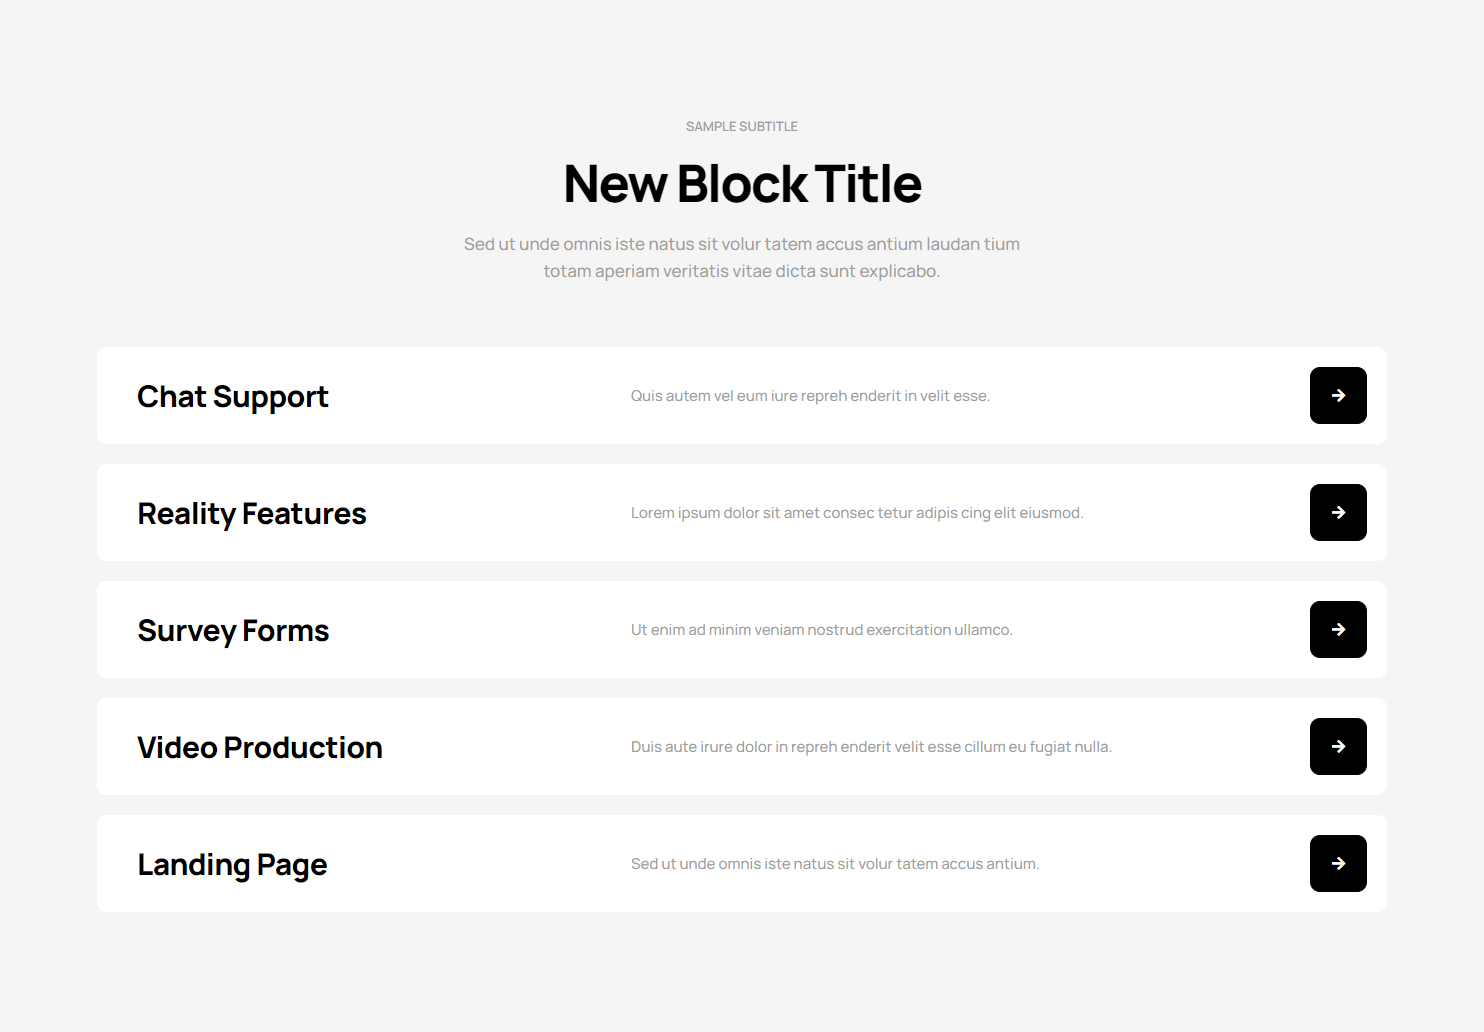 SAMPLE SUBTITLE
New Block Title
Sed ut unde omnis iste natus sit volur tatem accus antium laudan tium
totam aperiam veritatis vitae dicta sunt explicabo.
Chat Support
Quis autem vel eum iure repreh enderit in velit esse.
Reality Features
Lorem ipsum dolor sit amet consec tetur adipis cing elit eiusmod.
Survey Forms
Ut enim ad minim veniam nostrud exercitation ullamco.
Video Production
Duis aute irure dolor in repreh enderit velit esse cillum eu fugiat nulla.
Landing Page
Sed ut unde omnis iste natus sit volur tatem accus antium.